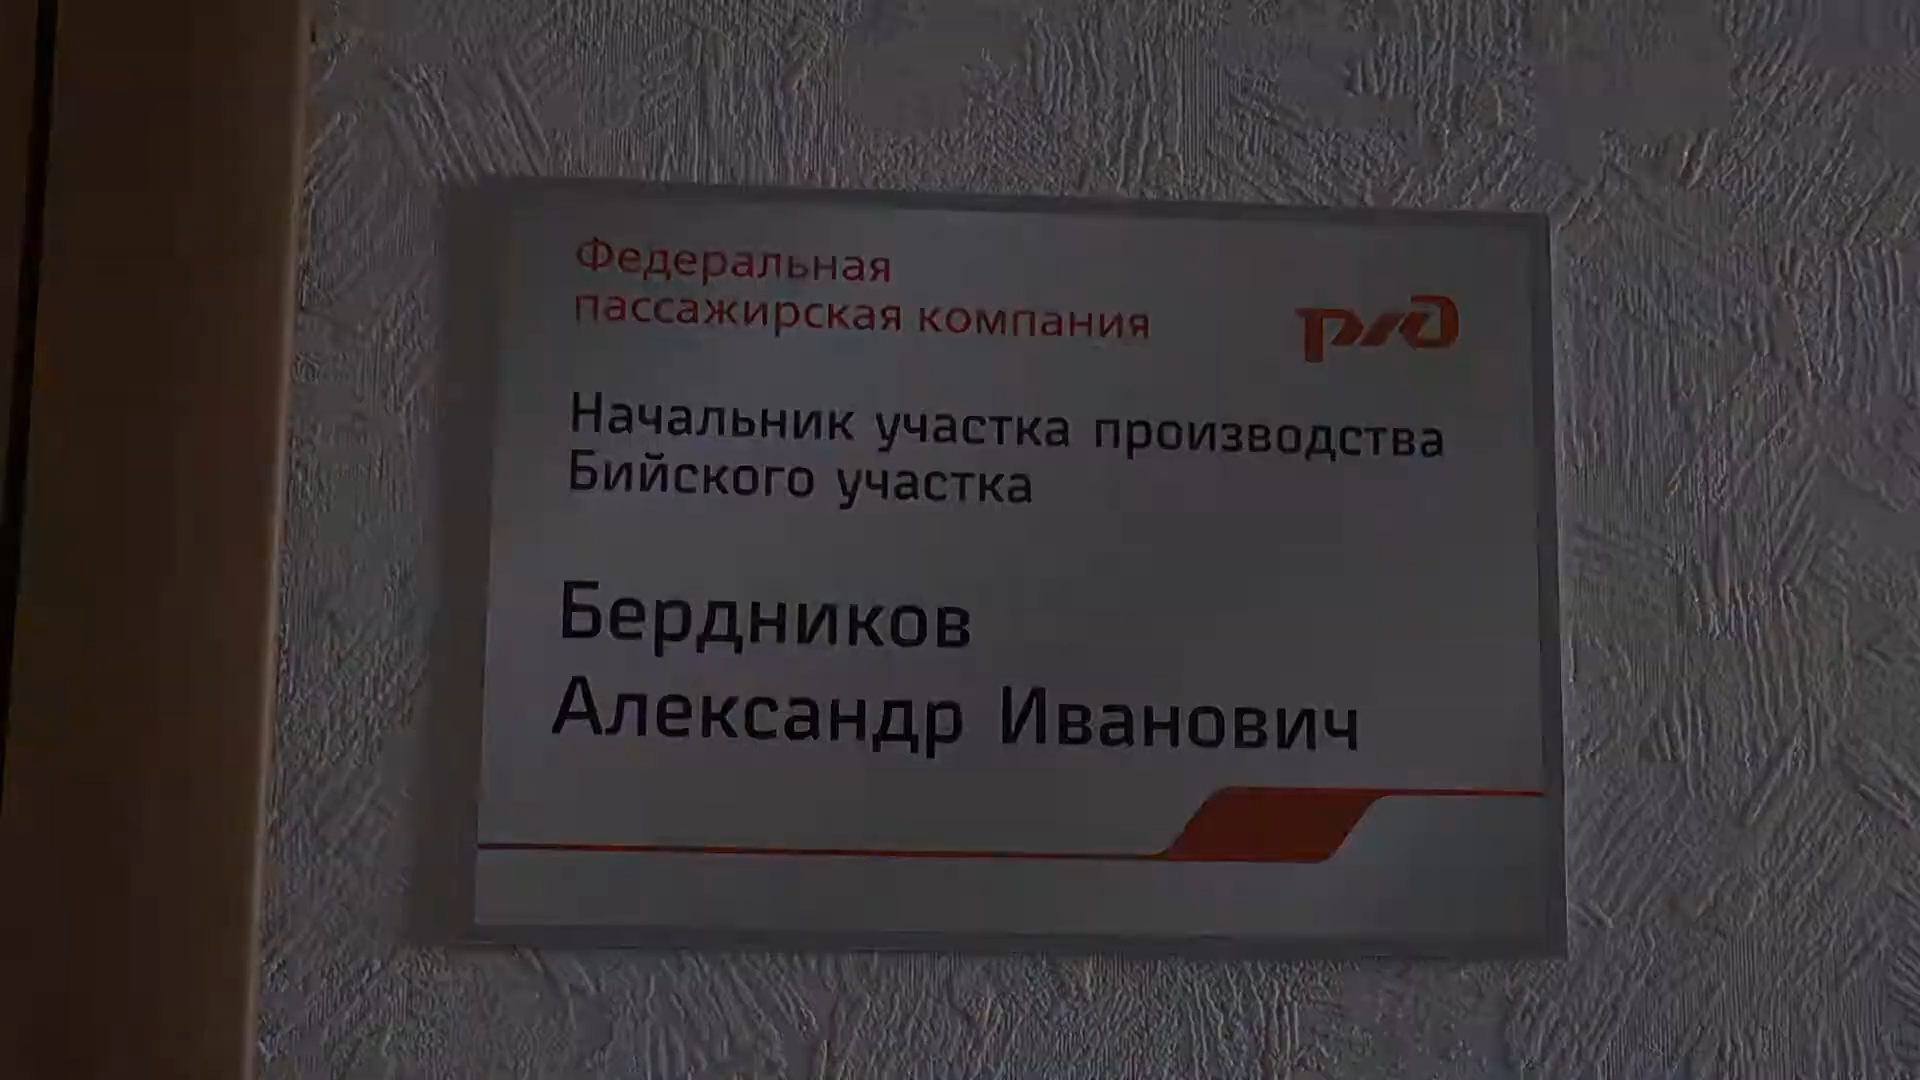 Федеральная
пассажирская компания
ржд
Начальник участка производства
Бийского участка
Бердников
Александр Иванович